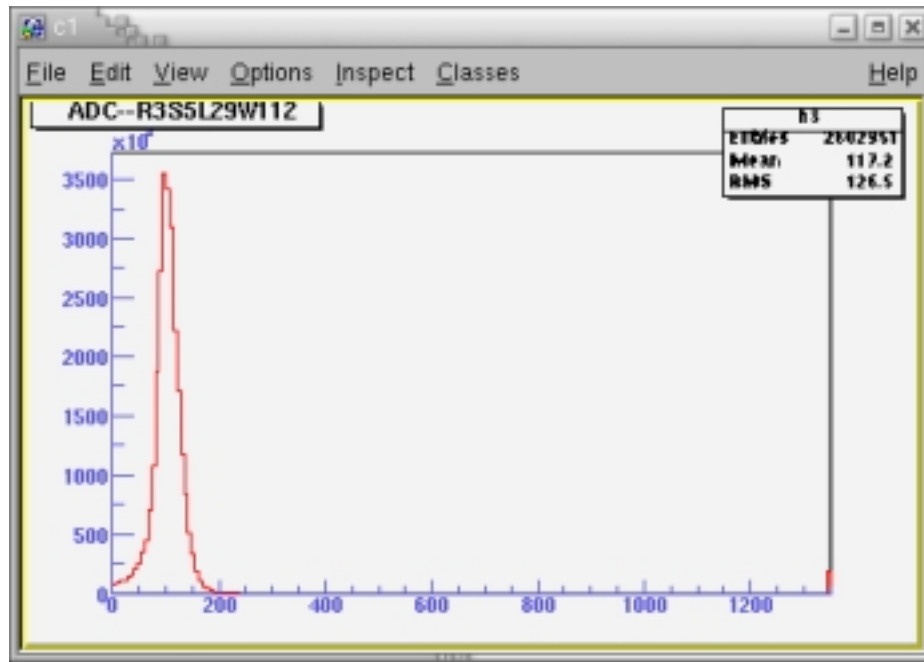 c1
File Edit View Options Inspect Classes Help
ADC--R3S5L29W112
h3
Entries 2602951
Mean 117.2
RMS 126.5
3500
3000
2500
2000
1500
1000
500
0
0 200 400 600 800 1000 1200